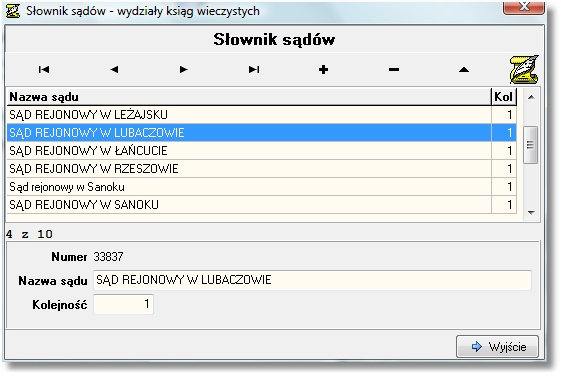 Słownik sądów - wydziały ksiąg wieczystych
Słownik sądów
Nazwa sądu Kol
SĄD REJONOWY W LEŻAJSKU 1
SĄD REJONOWY W LUBACZOWIE 1
SĄD REJONOWY W ŁAŃCUCIE 1
SĄD REJONOWY W RZESZOWIE 1
Sąd rejonowy w Sanoku 1
SĄD REJONOWY W SANOKU 1
4 z 10
Numer 33837
Nazwa sądu SĄD REJONOWY W LUBACZOWIE
Kolejność 1
Wyjście